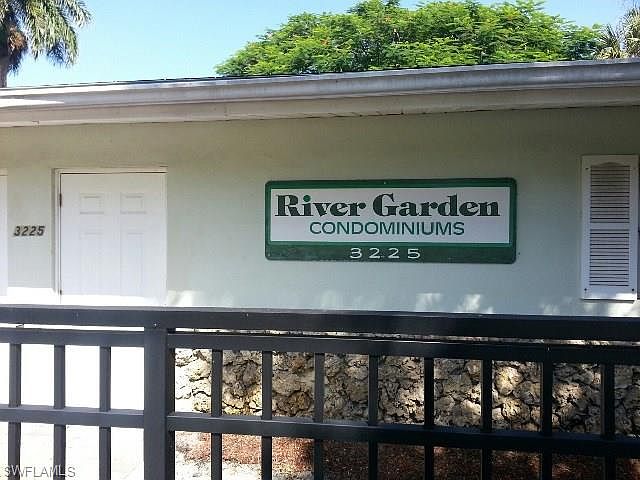 River Garden
CONDOMINIUMS
3225
3225
SWFLAMLS